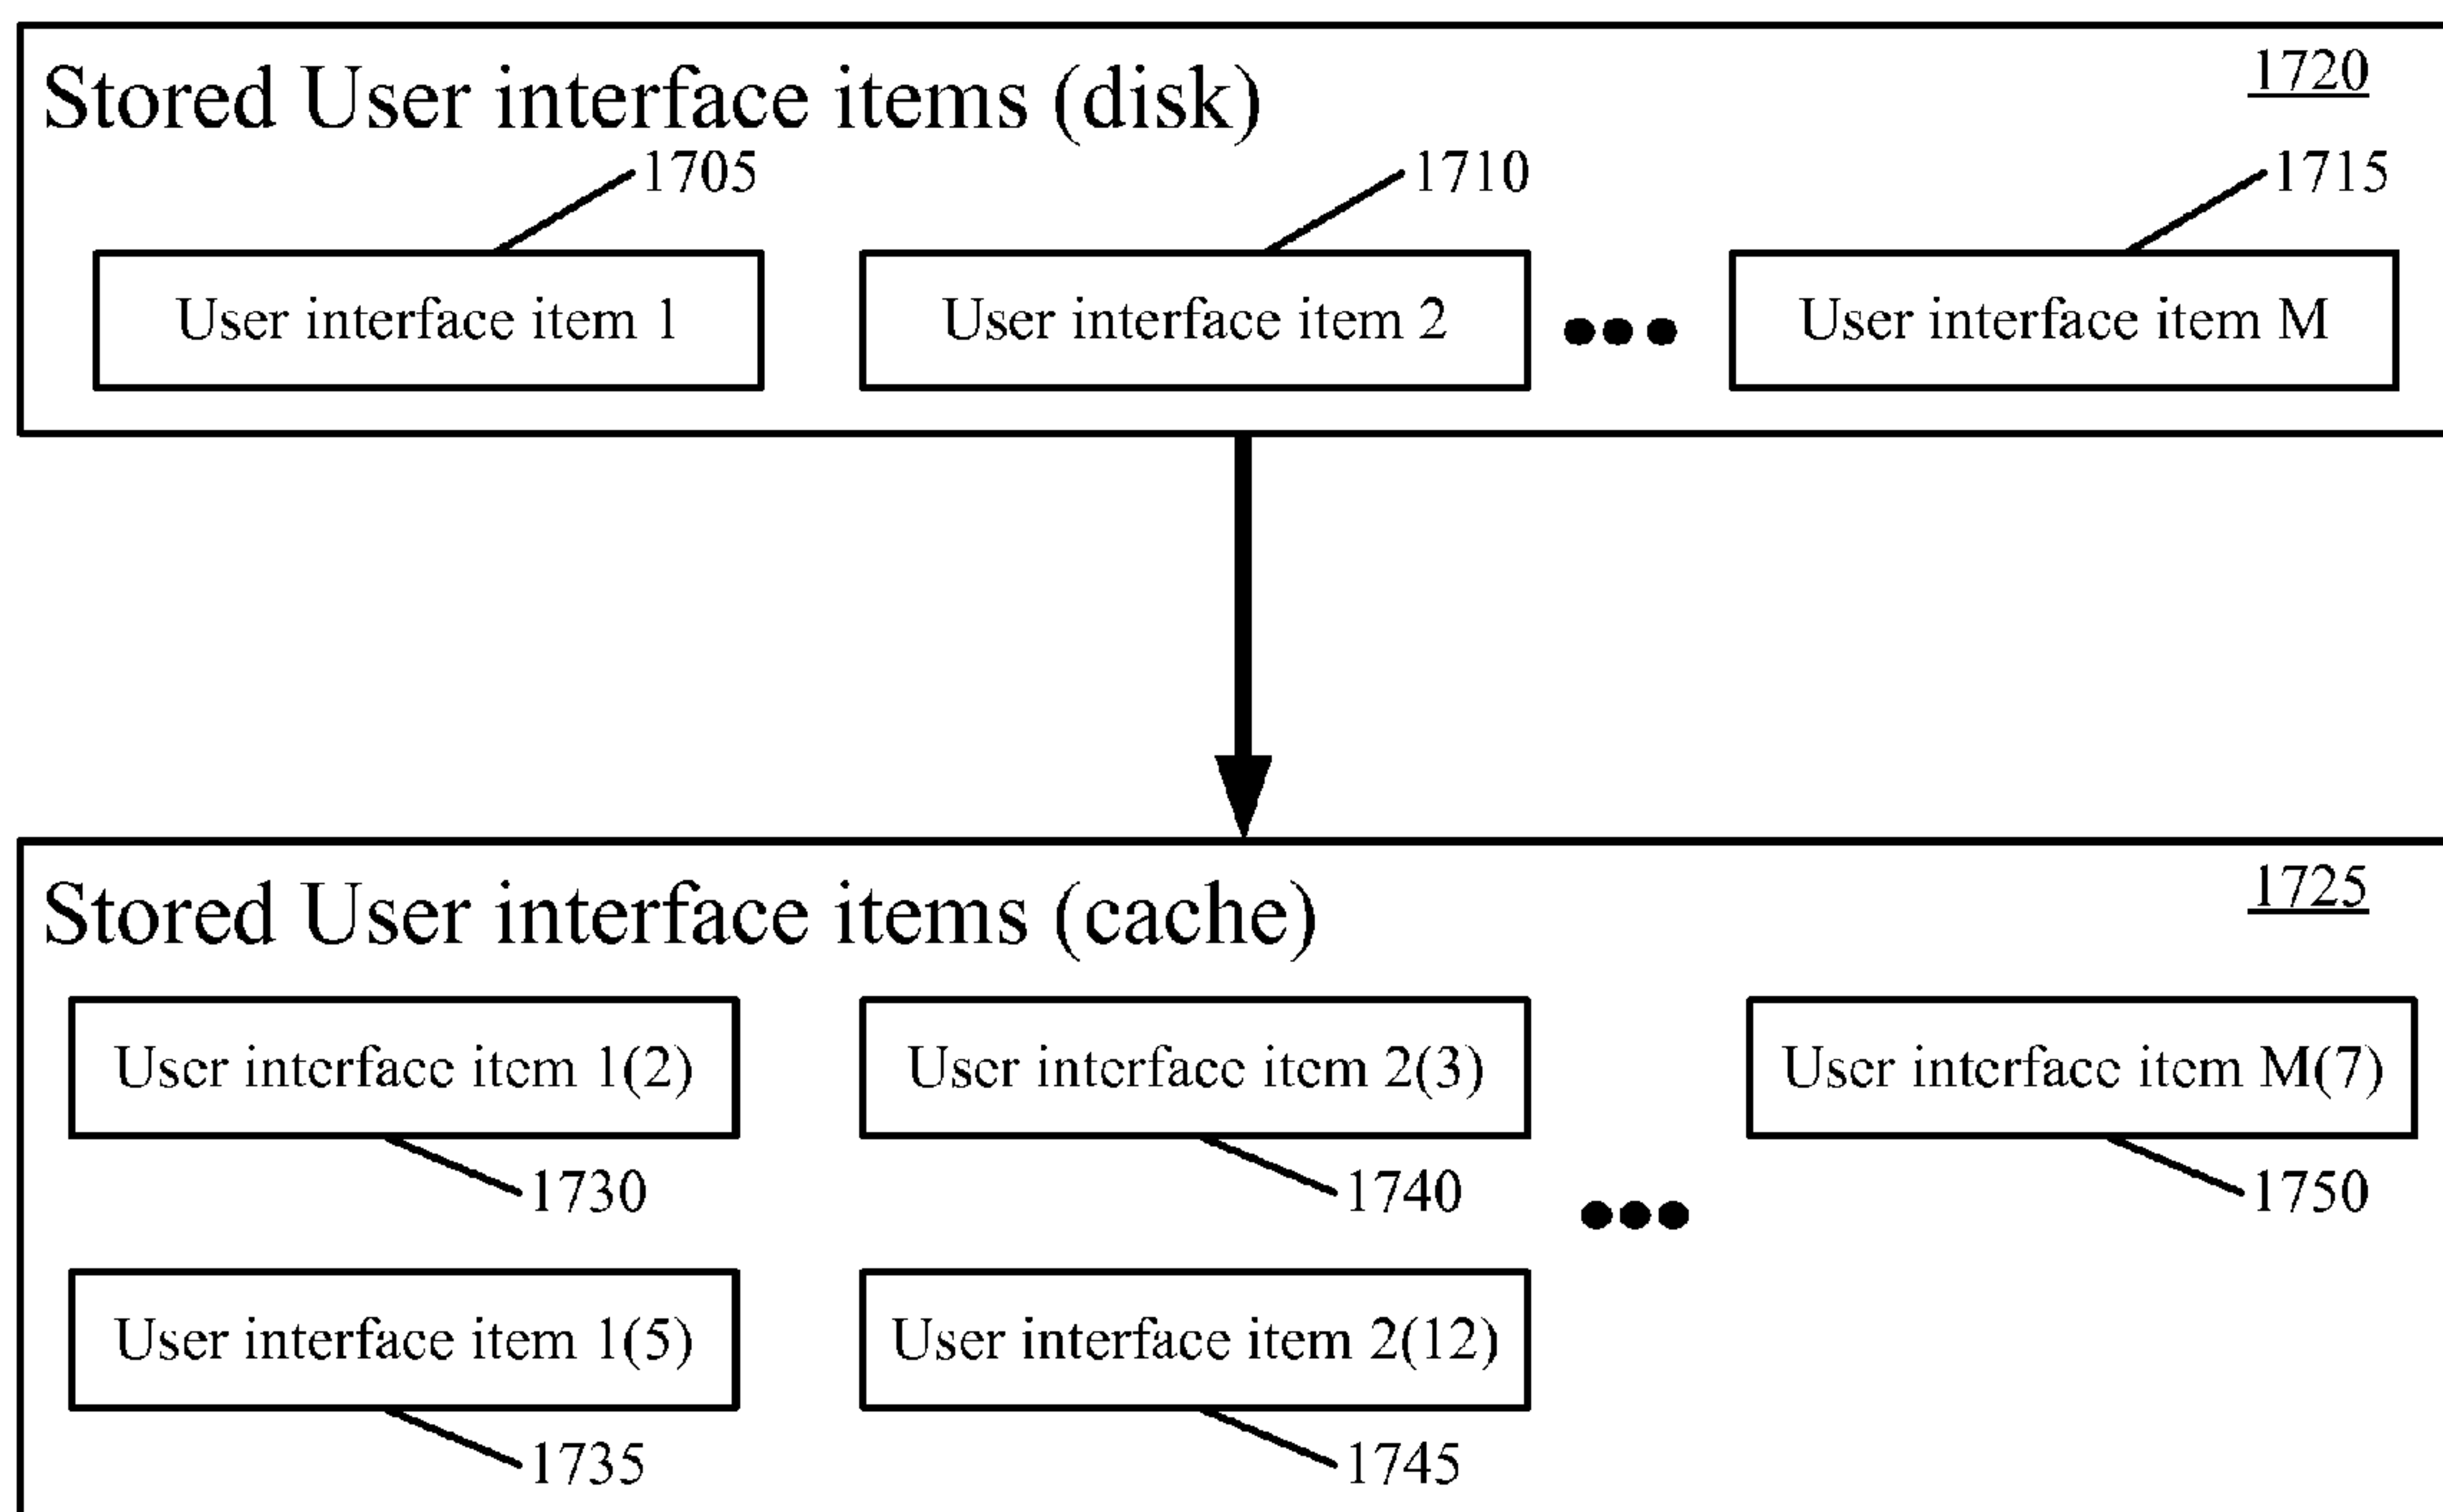 Stored User interface items (disk)
1720
1705
1710
1715
User interface item 1
User interface item 2
User interface item M
Stored User interface items (cache)
1725
User interface item 1(2)
User interface item 2(3)
User interface item M(7)
1730
1740
1750
User interface item 1(5)
User interface item 2(12)
1735
1745